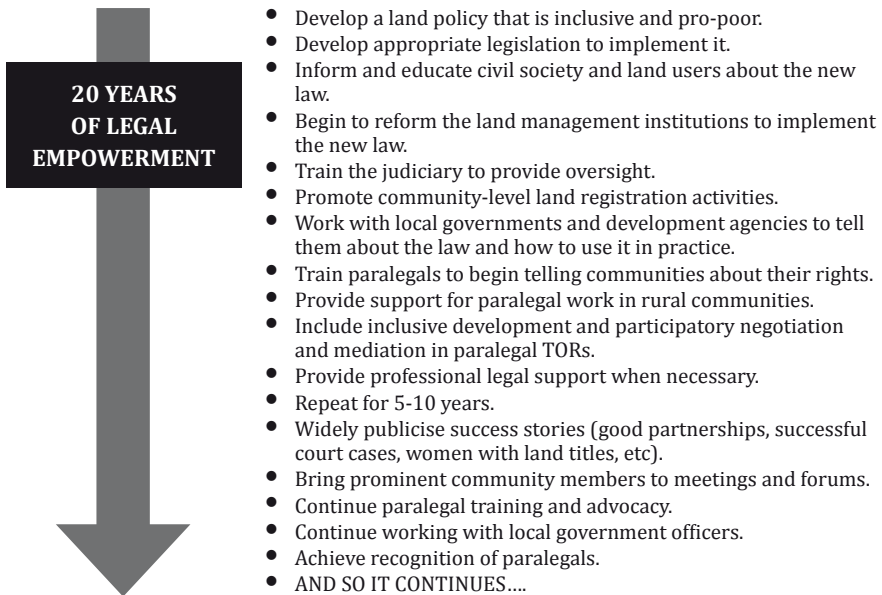 20 YEARS
OF LEGAL
EMPOWERMENT
• Develop a land policy that is inclusive and pro-poor.
• Develop appropriate legislation to implement it.
• Inform and educate civil society and land users about the new
law.
• Begin to reform the land management institutions to implement
the new law.
• Train the judiciary to provide oversight.
• Promote community-level land registration activities.
• Work with local governments and development agencies to tell
them about the law and how to use it in practice.
• Train paralegals to begin telling communities about their rights.
• Provide support for paralegal work in rural communities.
• Include inclusive development and participatory negotiation
and mediation in paralegal TORs.
• Provide professional legal support when necessary.
• Repeat for 5-10 years.
• Widely publicise success stories (good partnerships, successful
court cases, women with land titles, etc).
• Bring prominent community members to meetings and forums.
• Continue paralegal training and advocacy.
• Continue working with local government officers.
• Achieve recognition of paralegals.
• AND SO IT CONTINUES….